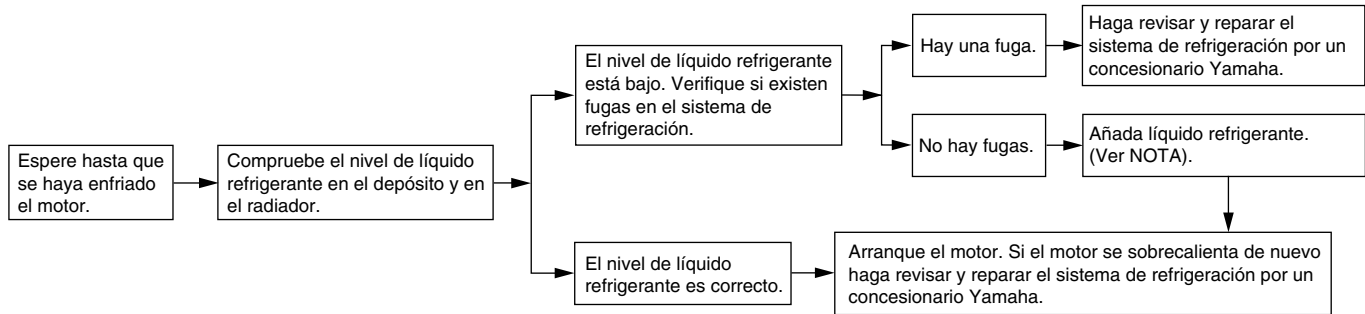 Espere hasta que
se haya enfriado
el motor.
Compruebe el nivel de líquido
refrigerante en el depósito y en
el radiador.
El nivel de líquido refrigerante
está bajo. Verifique si existen
fugas en el sistema de
refrigeración.
Hay una fuga.
Haga revisar y reparar el
sistema de refrigeración por un
concesionario Yamaha.
No hay fugas.
Añada líquido refrigerante.
(Ver NOTA).
El nivel de líquido
refrigerante es correcto.
Arranque el motor. Si el motor se sobrecalienta de nuevo
haga revisar y reparar el sistema de refrigeración por un
concesionario Yamaha.